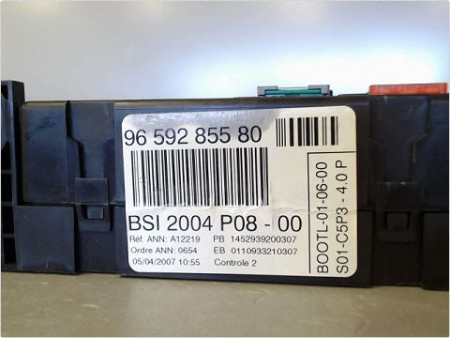 96 592 855 80
BSI 2004 P08 - 00
Réf. ANN: A12219 PB 1452939200307
Ordre ANN: 0654 EB 0110933210307
05/04/2007 10:55 Controle 2
BOOTL-01-06-00
S01-C5P3 - 4.0 P